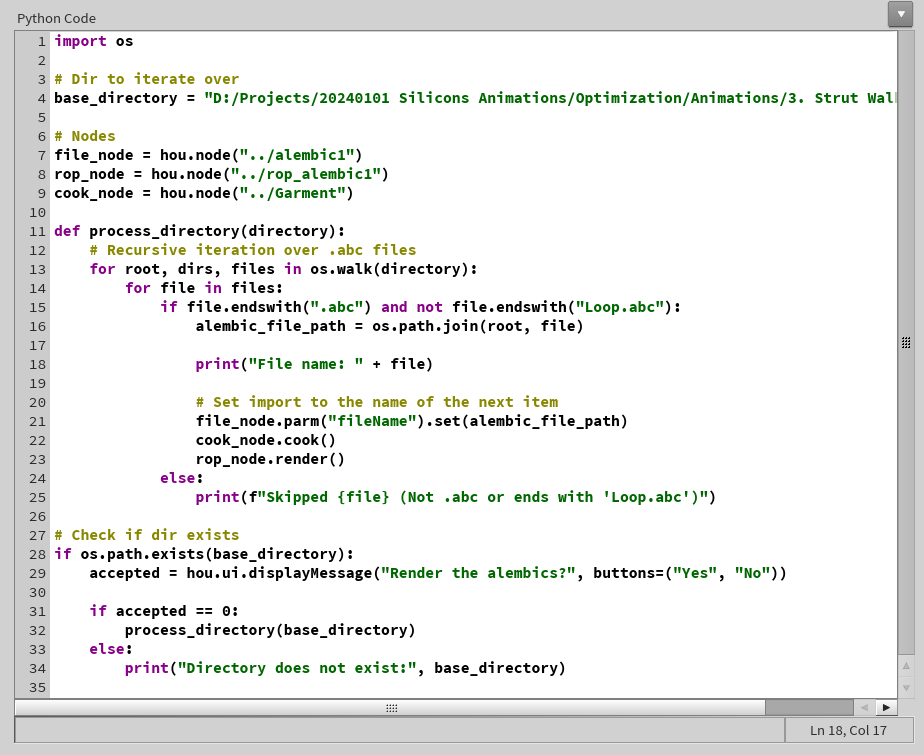 Python Code
1 import os
2
3 # Dir to iterate over
4 base_directory = "D:/Projects/20240101 Silicons Animations/Optimization/Animations/3. Strut Wal
5
6 # Nodes
7 file_node = hou.node("../alembic1")
8 rop_node = hou.node("../rop_alembic1")
9 cook_node = hou.node("../Garment")
10
11 def process_directory(directory):
12     # Recursive iteration over .abc files
13     for root, dirs, files in os.walk(directory):
14         for file in files:
15             if file.endswith(".abc") and not file.endswith("Loop.abc"):
16                 alembic_file_path = os.path.join(root, file)
17
18                 print("File name: " + file)
19
20                 # Set import to the name of the next item
21                 file_node.parm("fileName").set(alembic_file_path)
22                 cook_node.cook()
23                 rop_node.render()
24             else:
25                 print(f"Skipped {file} (Not .abc or ends with 'Loop.abc')")
26
27 # Check if dir exists
28 if os.path.exists(base_directory):
29     accepted = hou.ui.displayMessage("Render the alembics?", buttons=("Yes", "No"))
30
31     if accepted == 0:
32         process_directory(base_directory)
33     else:
34         print("Directory does not exist:", base_directory)
35
Ln 18, Col 17